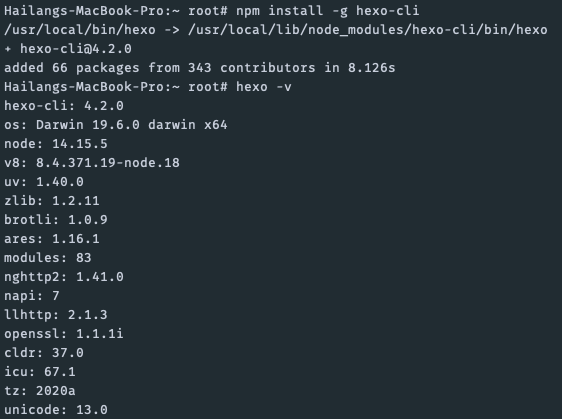 Hailangs-MacBook-Pro:~ root# npm install -g hexo-cli
/usr/local/bin/hexo -> /usr/local/lib/node_modules/hexo-cli/bin/hexo
+ hexo-cli@4.2.0
added 66 packages from 343 contributors in 8.126s
Hailangs-MacBook-Pro:~ root# hexo -v
hexo-cli: 4.2.0
os: Darwin 19.6.0 darwin x64
node: 14.15.5
v8: 8.4.371.19-node.18
uv: 1.40.0
zlib: 1.2.11
brotli: 1.0.9
ares: 1.16.1
modules: 83
nghttp2: 1.41.0
napi: 7
llhttp: 2.1.3
openssl: 1.1.1i
cldr: 37.0
icu: 67.1
tz: 2020a
unicode: 13.0